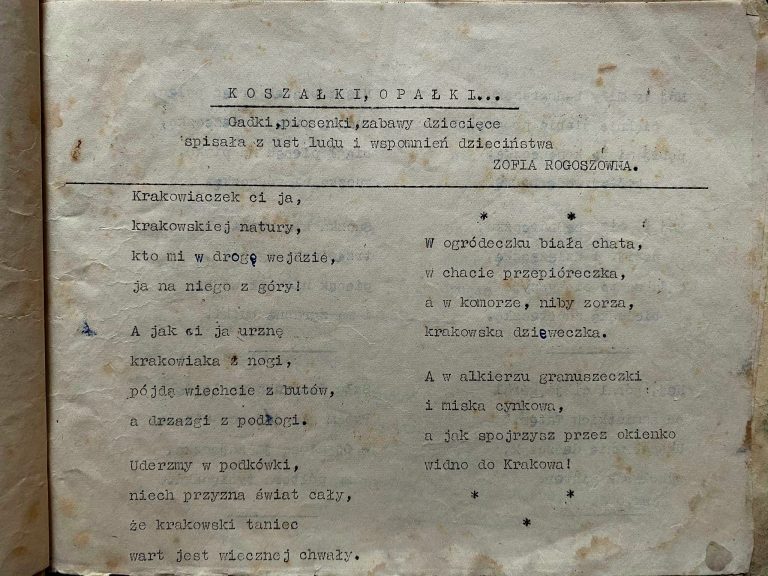 KOSZAŁKI, OPAŁKI...
Gadki,piosenki,zabawy dziecięce
spisała z ust ludu i wspomnień dzieciństwa
ZOFIA ROGOSZOWNA.
Krakowiaczek ci ja,
krakowskiej natury,
kto mi w drogę wejdzie,
ja na niego z góry!
A jak ci ja urznę
krakowiaka z nogi,
pójdą wiechcie z butów,
a drzazgi z podłogi.
Uderzmy w podkówki,
niech przyzna świat cały,
że krakowski taniec
wart jest wiecznej chwały.
* *
W ogródeczku biała chata,
w chacie przepióreczka,
a w komorze, niby zorza,
krakowska dzięweczka.
A w alkierzu granuszeczki
i miska cynkowa,
a jak spojrzysz przez okienko
widno do Krakowa!
* *
*